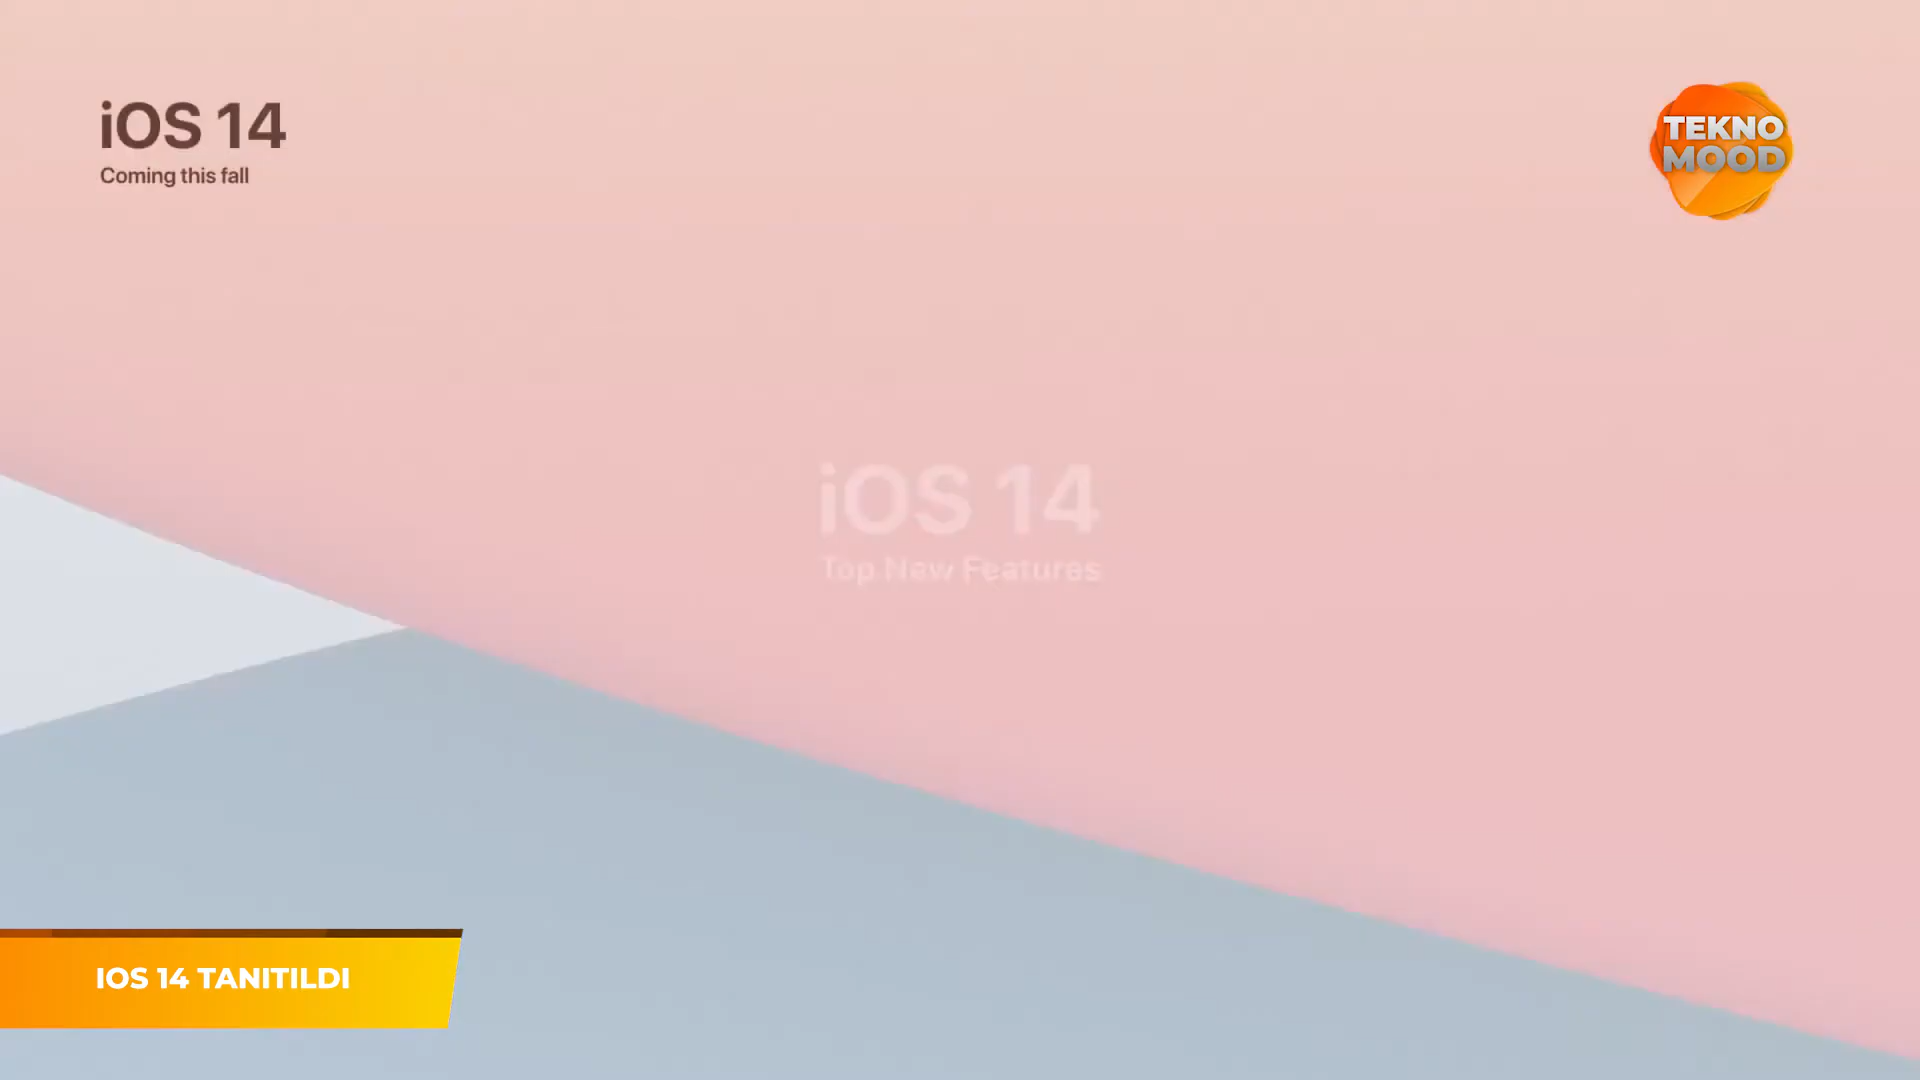 iOS 14
Coming this fall
TEKNO
MOOD
iOS 14
Top New Features
IOS 14 TANITILDI